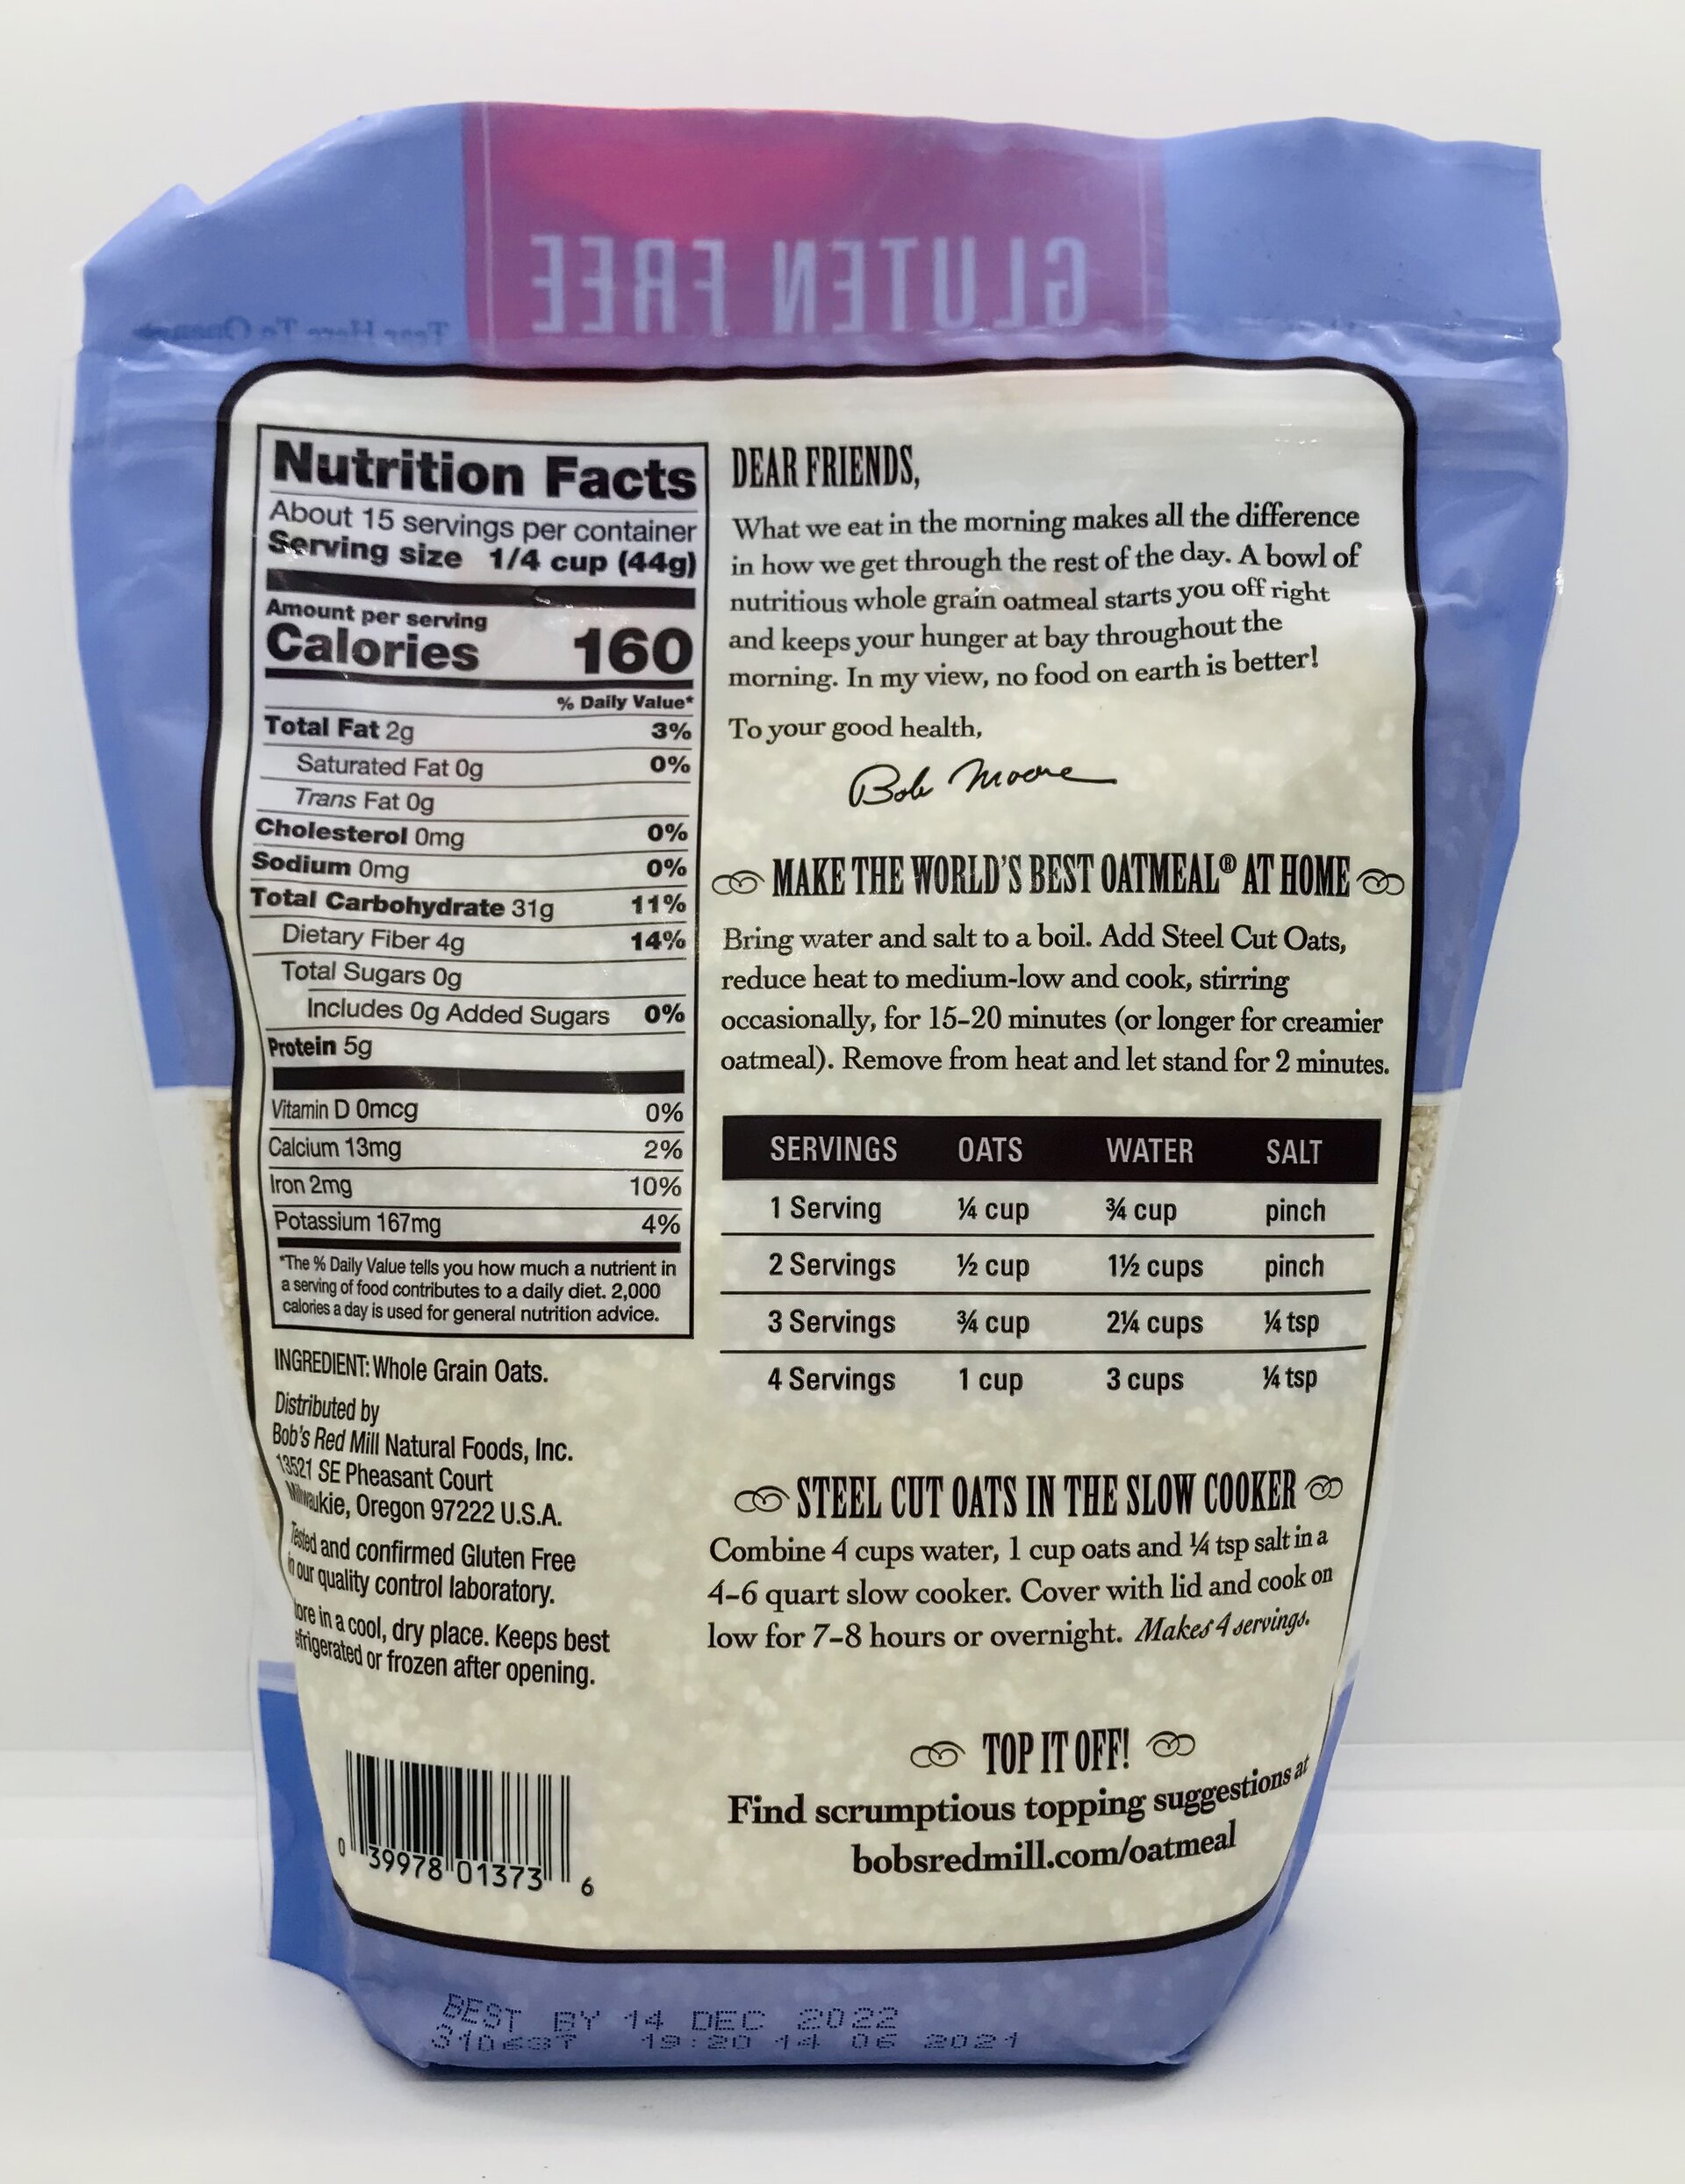 GLUTEN FREE
Tear Here To Open
Nutrition Facts
About 15 servings per container
Serving size 1/4 cup (44g)
Amount per serving
Calories 160
% Daily Value*
Total Fat 2g 3%
Saturated Fat 0g 0%
Trans Fat 0g
Cholesterol 0mg 0%
Sodium 0mg 0%
Total Carbohydrate 31g 11%
Dietary Fiber 4g 14%
Total Sugars 0g
Includes 0g Added Sugars 0%
Protein 5g
Vitamin D 0mcg 0%
Calcium 13mg 2%
Iron 2mg 10%
Potassium 167mg 4%
*The % Daily Value tells you how much a nutrient in
a serving of food contributes to a daily diet. 2,000
calories a day is used for general nutrition advice.
INGREDIENT: Whole Grain Oats.
Distributed by
Bob's Red Mill Natural Foods, Inc.
13521 SE Pheasant Court
Milwaukie, Oregon 97222 U.S.A.
Tested and confirmed Gluten Free
in our quality control laboratory.
tore in a cool, dry place. Keeps best
efrigerated or frozen after opening.
0 39978 01373 6
DEAR FRIENDS,
What we eat in the morning makes all the difference
in how we get through the rest of the day. A bowl of
nutritious whole grain oatmeal starts you off right
and keeps your hunger at bay throughout the
morning. In my view, no food on earth is better!
To your good health,
Bob Moore
MAKE THE WORLD'S BEST OATMEAL® AT HOME
Bring water and salt to a boil. Add Steel Cut Oats,
reduce heat to medium-low and cook, stirring
occasionally, for 15–20 minutes (or longer for creamier
oatmeal). Remove from heat and let stand for 2 minutes.
SERVINGS OATS WATER SALT
1 Serving ¼ cup ¾ cup pinch
2 Servings ½ cup 1½ cups pinch
3 Servings ¾ cup 2¼ cups ¼ tsp
4 Servings 1 cup 3 cups ¼ tsp
STEEL CUT OATS IN THE SLOW COOKER
Combine 4 cups water, 1 cup oats and ¼ tsp salt in a
4–6 quart slow cooker. Cover with lid and cook on
low for 7–8 hours or overnight. Makes 4 servings.
TOP IT OFF!
Find scrumptious topping suggestions at
bobsredmill.com/oatmeal
BEST BY 14 DEC 2022
310637 19:20 14 06 2021